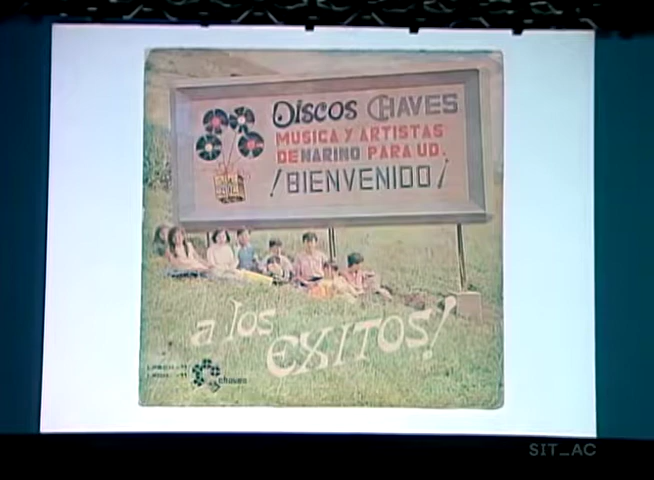 Discos CHAVES
MUSICA Y ARTISTAS
DE NARIÑO PARA UD.
¡BIENVENIDO!
a los
EXITOS!
chaves
SIT_AC